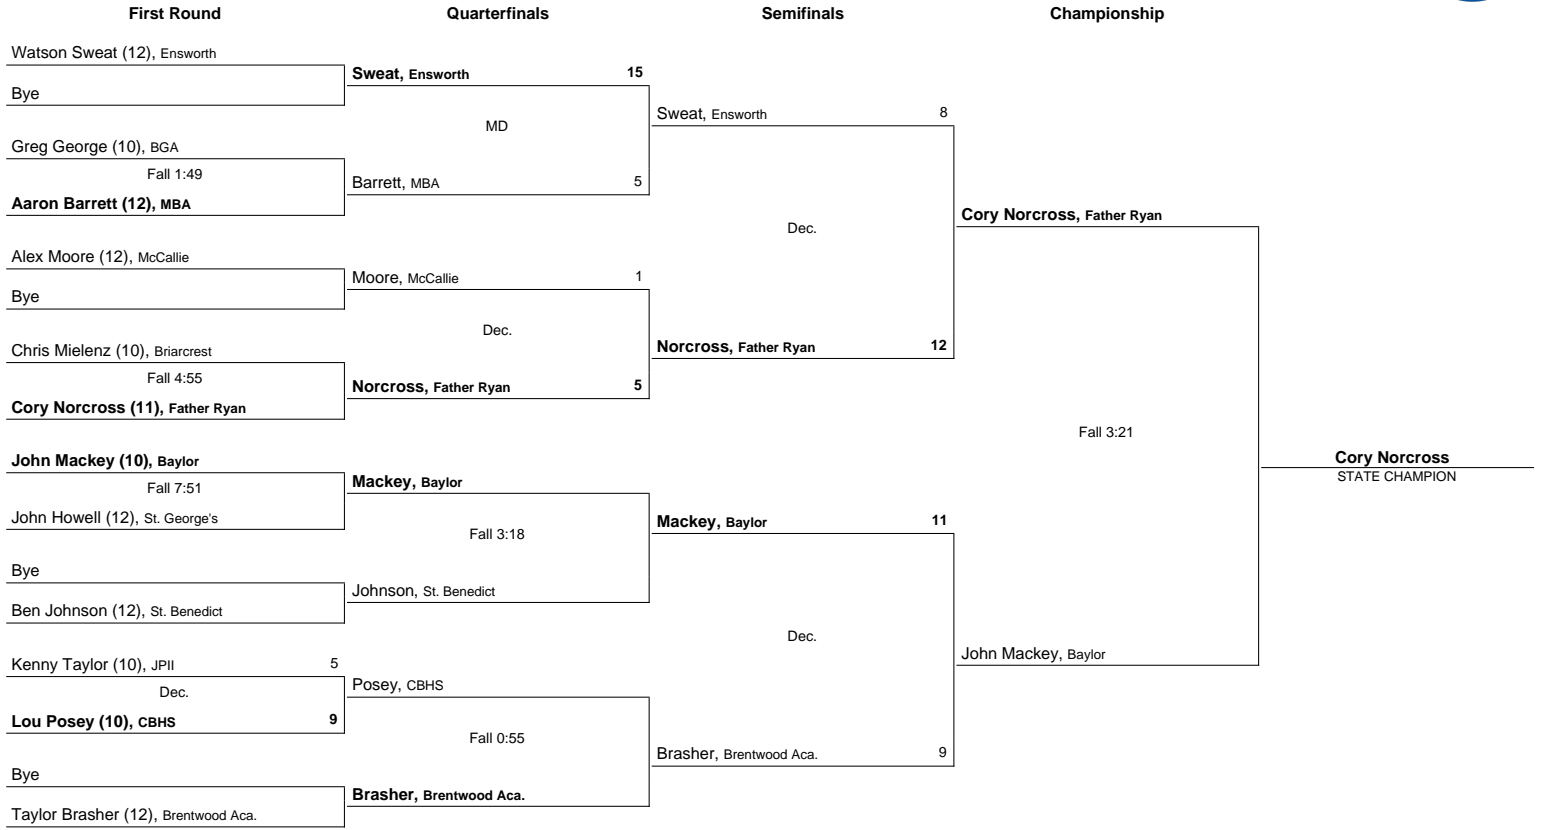 First Round Quarterfinals Semifinals Championship
Watson Sweat (12), Ensworth
Bye
Greg George (10), BGA
Fall 1:49
Aaron Barrett (12), MBA
Alex Moore (12), McCallie
Bye
Chris Mielenz (10), Briarcrest
Fall 4:55
Cory Norcross (11), Father Ryan
John Mackey (10), Baylor
Fall 7:51
John Howell (12), St. George's
Bye
Ben Johnson (12), St. Benedict
Kenny Taylor (10), JPII 5
Dec.
Lou Posey (10), CBHS 9
Bye
Taylor Brasher (12), Brentwood Aca.
Sweat, Ensworth 15
MD
Barrett, MBA 5
Moore, McCallie 1
Dec.
Norcross, Father Ryan 5
Mackey, Baylor
Fall 3:18
Johnson, St. Benedict
Posey, CBHS
Fall 0:55
Brasher, Brentwood Aca.
Sweat, Ensworth 8
Dec.
Norcross, Father Ryan 12
Mackey, Baylor 11
Dec.
Brasher, Brentwood Aca. 9
Cory Norcross, Father Ryan
Fall 3:21
John Mackey, Baylor
Cory Norcross
STATE CHAMPION